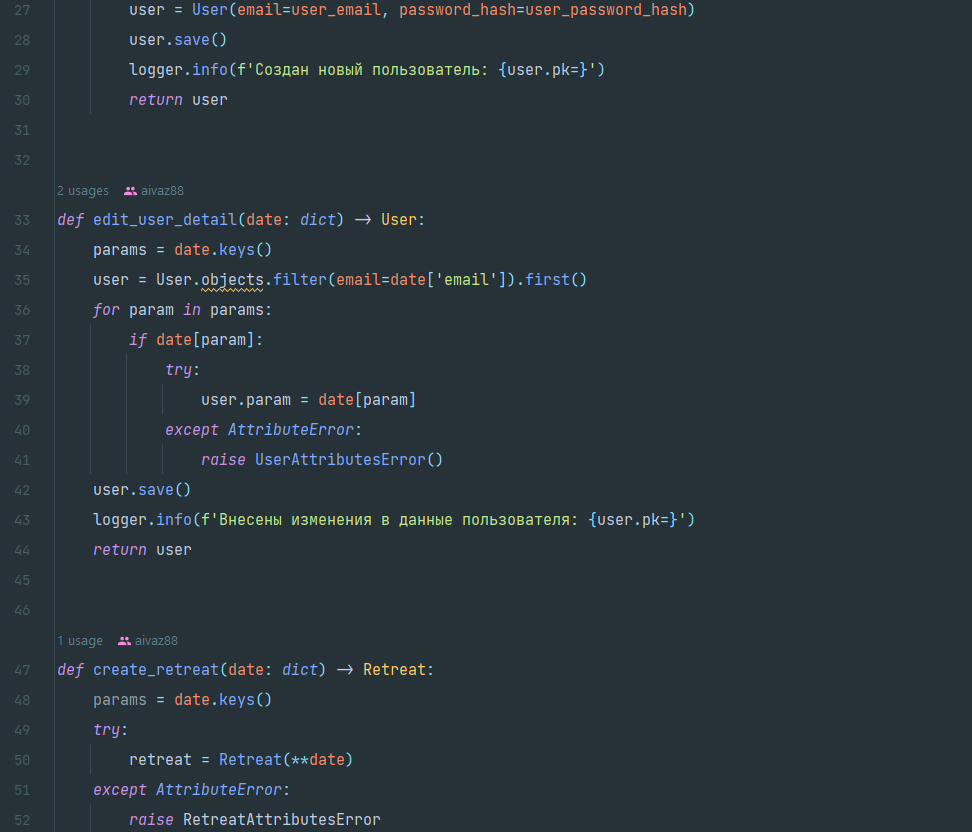 27 user = User(email=user_email, password_hash=user_password_hash)
28 user.save()
29 logger.info(f'Создан новый пользователь: {user.pk=}')
30 return user
31
32
2 usages aivaz88
33 def edit_user_detail(date: dict) -> User:
34 params = date.keys()
35 user = User.objects.filter(email=date['email']).first()
36 for param in params:
37 if date[param]:
38 try:
39 user.param = date[param]
40 except AttributeError:
41 raise UserAttributesError()
42 user.save()
43 logger.info(f'Внесены изменения в данные пользователя: {user.pk=}')
44 return user
45
46
1 usage aivaz88
47 def create_retreat(date: dict) -> Retreat:
48 params = date.keys()
49 try:
50 retreat = Retreat(**date)
51 except AttributeError:
52 raise RetreatAttributesError